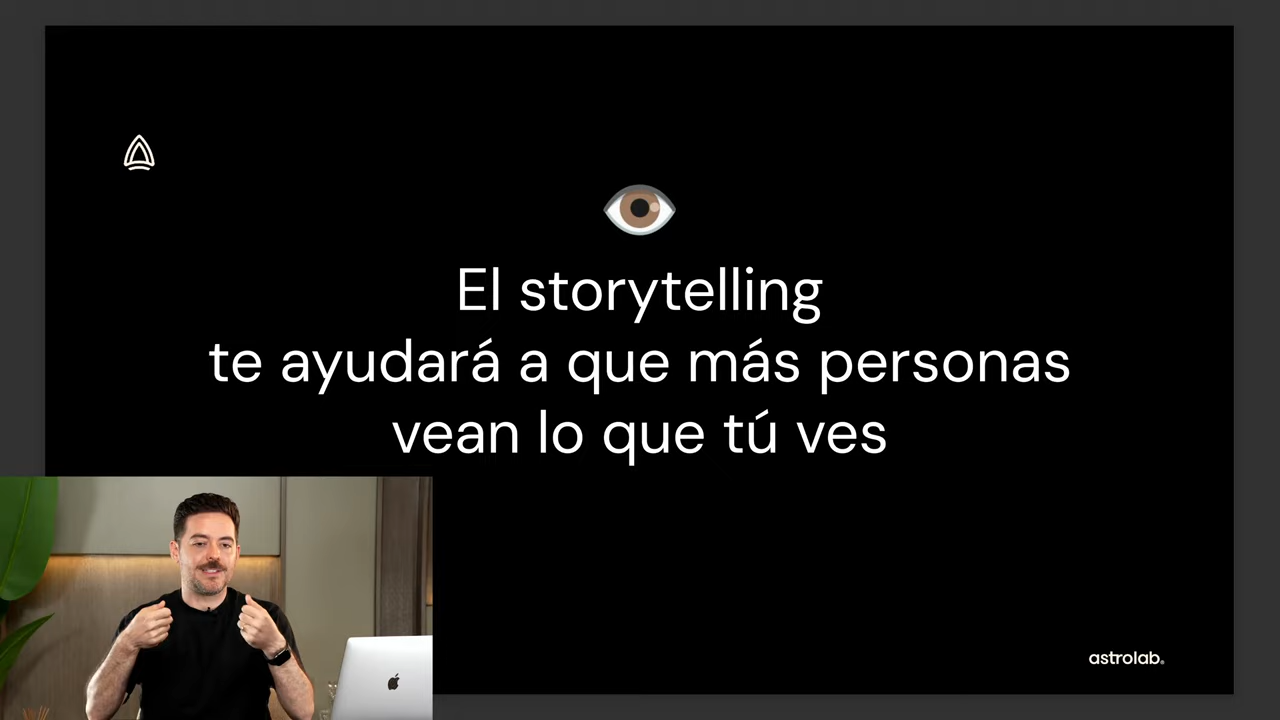 El storytelling
te ayudará a que más personas
vean lo que tú ves
astrolab.